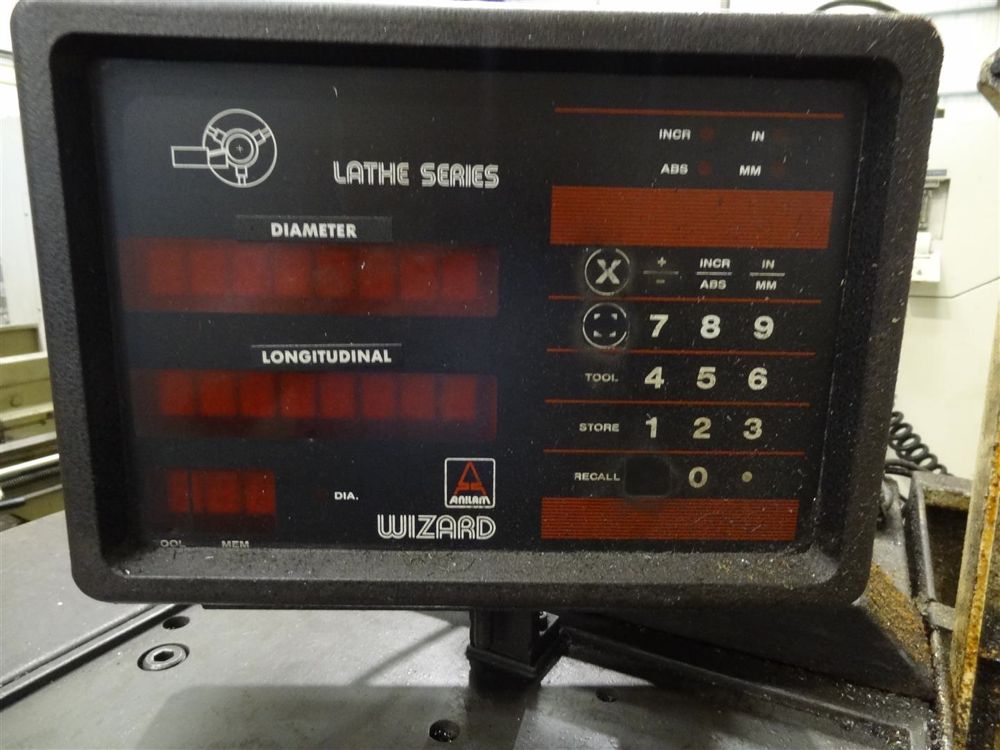 LATHE SERIES
DIAMETER
LONGITUDINAL
DIA.
ANILAM
WIZARD
MEM
INCR IN
ABS MM
X + - INCR ABS IN MM
7 8 9
TOOL 4 5 6
STORE 1 2 3
RECALL 0 .